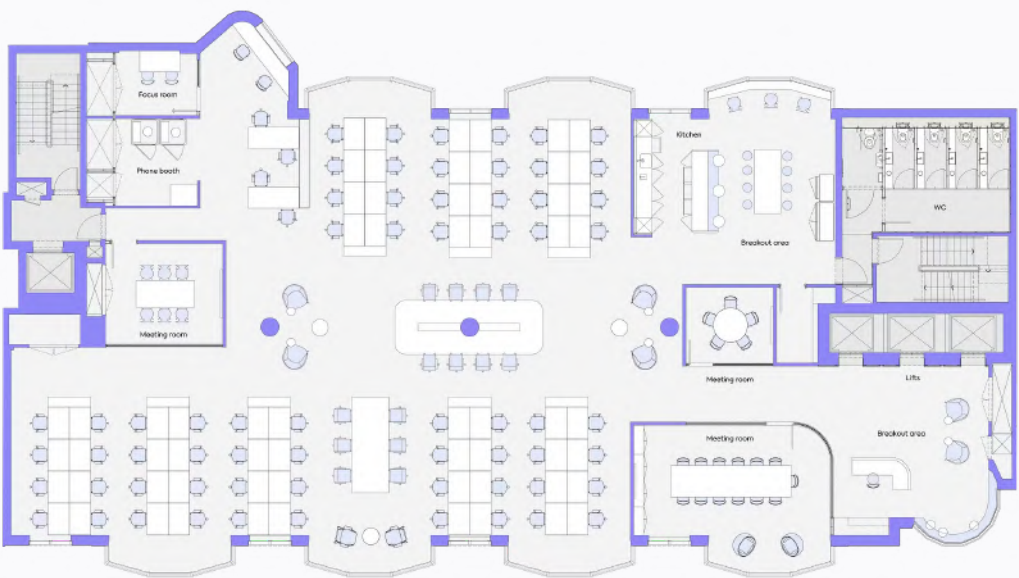 Focus room
Kitchen
Phone booth
WC
Breakout area
Meeting room
Meeting room
Lifts
Breakout area
Meeting room